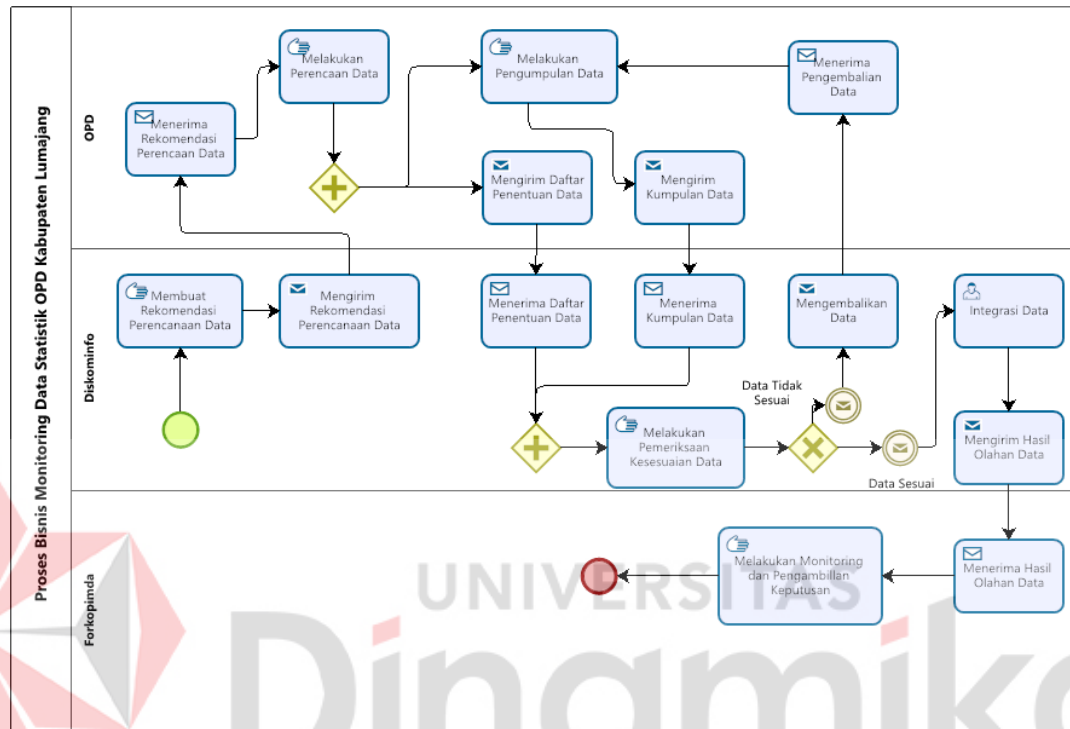 Proses Bisnis Monitoring Data Statistik OPD Kabupaten Lumajang
OPD
Melakukan
Perencaan Data
Melakukan
Pengumpulan Data
Menerima
Pengembalian
Data
Menerima
Rekomendasi
Perencaan Data
Mengirim Daftar
Penentuan Data
Mengirim
Kumpulan Data
Diskominfo
Membuat
Rekomendasi
Perencanaan Data
Mengirim
Rekomendasi
Perencanaan Data
Menerima Daftar
Penentuan Data
Menerima
Kumpulan Data
Mengembalikan
Data
Integrasi Data
Data Tidak
Sesuai
Melakukan
Pemeriksaan
Kesesuaian Data
Data Sesuai
Mengirim Hasil
Olahan Data
Forkopimda
Melakukan Monitoring
dan Pengambillan
Keputusan
Menerima Hasil
Olahan Data
UNIVERSITAS
Dinamika